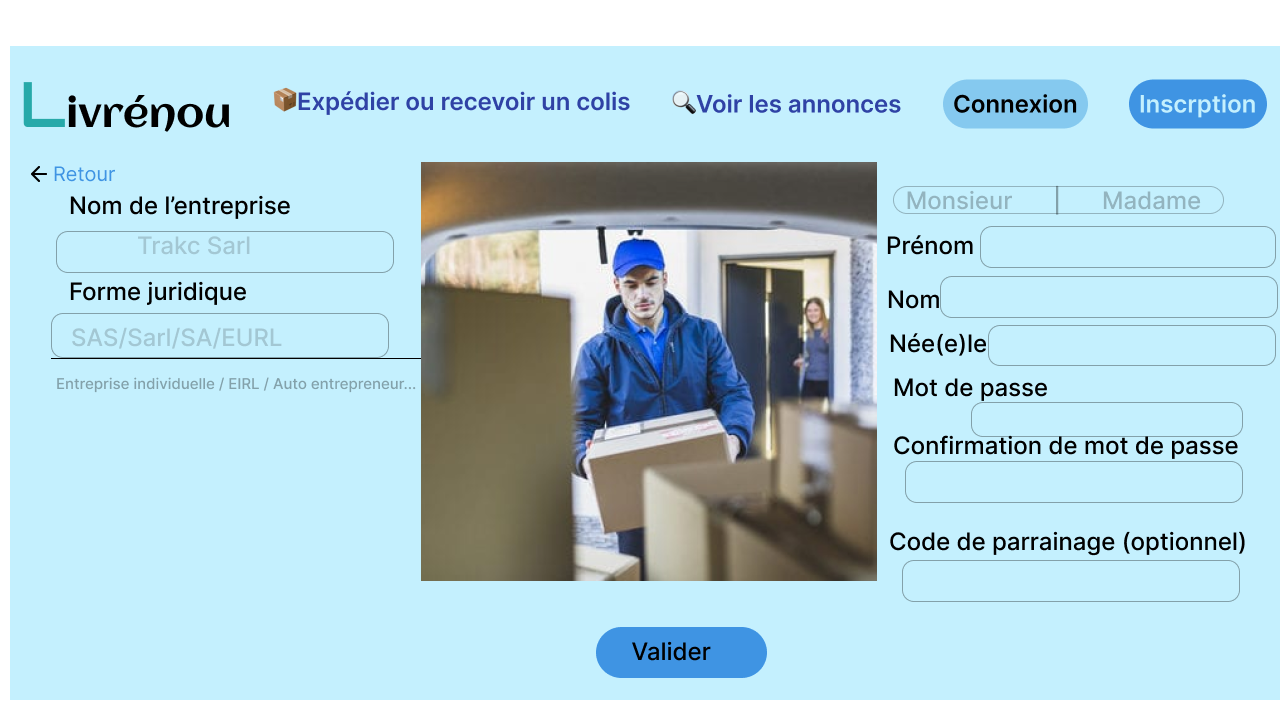 Livrénou
📦Expédier ou recevoir un colis
🔍Voir les annonces
Connexion
Inscrption
← Retour
Nom de l’entreprise
Trakc Sarl
Forme juridique
SAS/Sarl/SA/EURL
Entreprise individuelle / EIRL / Auto entrepreneur...
Monsieur | Madame
Prénom
Nom
Née(e)le
Mot de passe
Confirmation de mot de passe
Code de parrainage (optionnel)
Valider